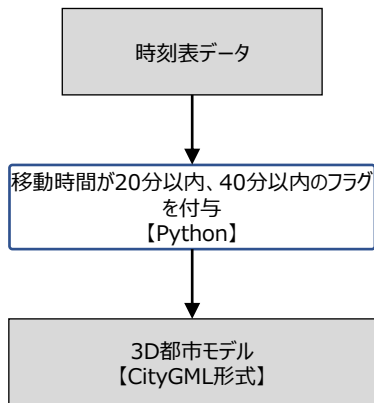 時刻表データ
移動時間が20分以内、40分以内のフラグ
を付与
【Python】
3D都市モデル
【CityGML形式】